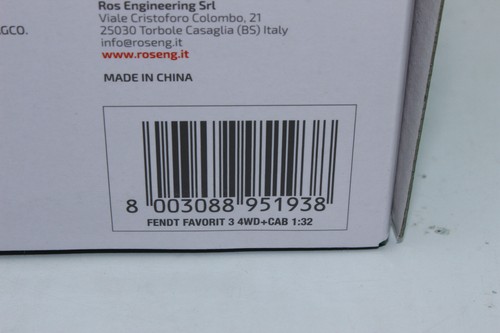 Ros Engineering Srl
Viale Cristoforo Colombo, 21
AGCO.
25030 Torbole Casaglia (BS) Italy
info@roseng.it
www.roseng.it
MADE IN CHINA
8 003088 951938
FENDT FAVORIT 3 4WD+CAB 1:32